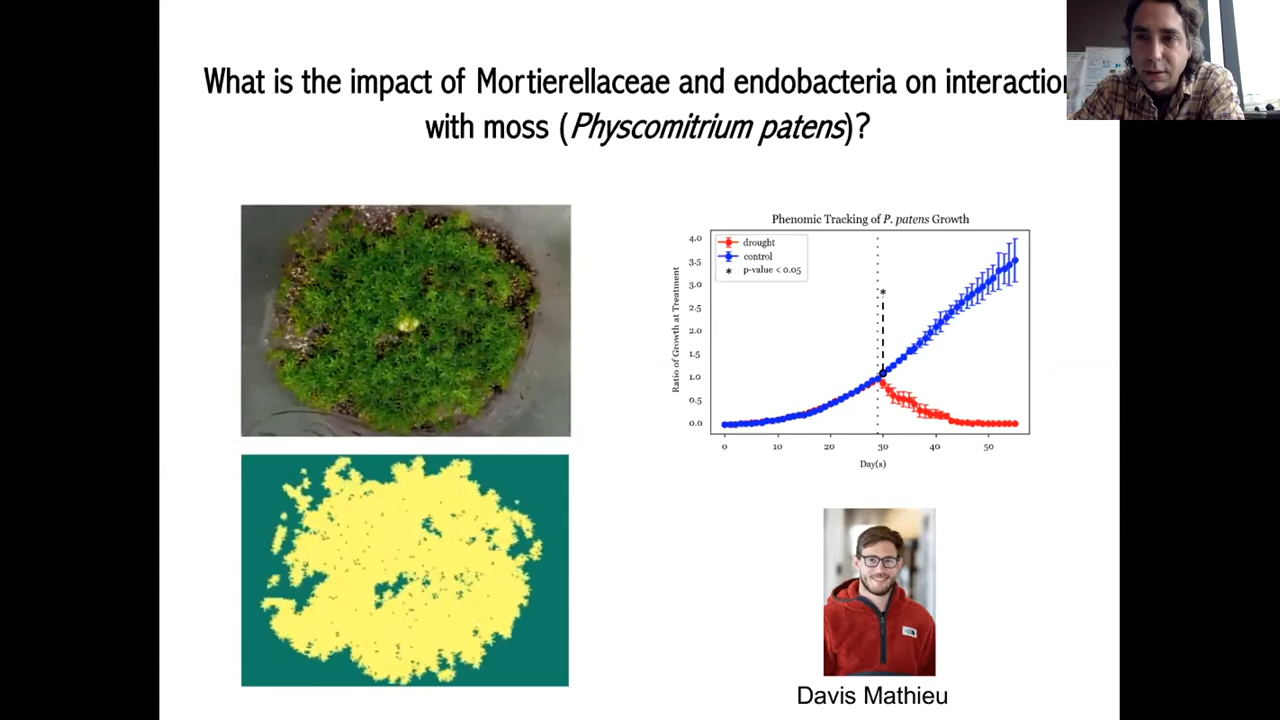 What is the impact of Mortierellaceae and endobacteria on interaction
with moss (Physcomitrium patens)?
Phenomic Tracking of P. patens Growth
drought
control
* p-value < 0.05
*
Ratio of Growth at Treatment
4.0
3.5
3.0
2.5
2.0
1.5
1.0
0.5
0.0
0 10 20 30 40 50
Day(s)
Davis Mathieu